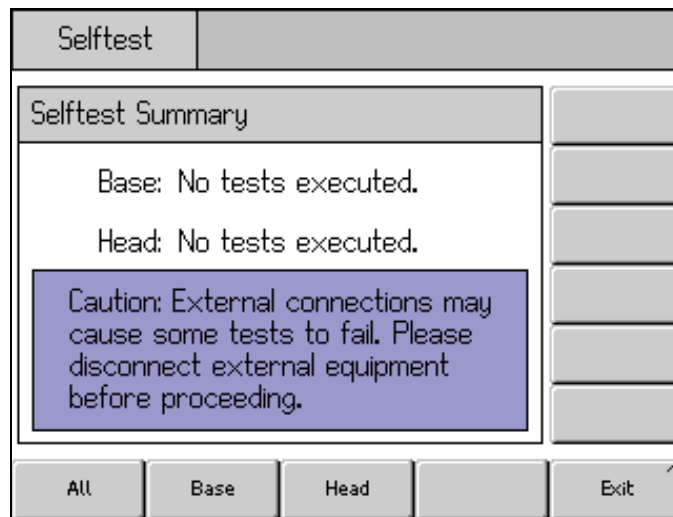 Selftest
Selftest Summary
Base: No tests executed.
Head: No tests executed.
Caution: External connections may
cause some tests to fail. Please
disconnect external equipment
before proceeding.
All
Base
Head
Exit